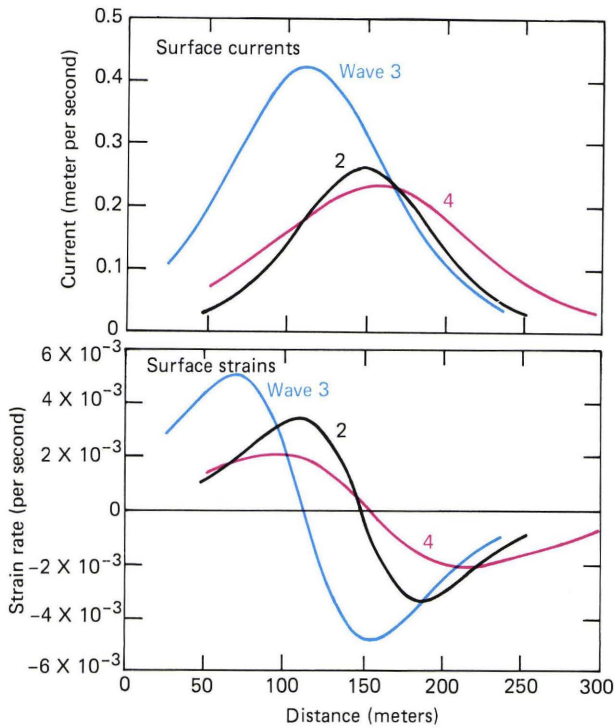 0.5
Surface currents
Wave 3
0.4
0.3
2
0.2
4
0.1
0
Current (meter per second)
6 X 10⁻³
Surface strains
Wave 3
4 X 10⁻³
2
2 X 10⁻³
0
4
−2 X 10⁻³
−4 X 10⁻³
−6 X 10⁻³
Strain rate (per second)
0 50 100 150 200 250 300
Distance (meters)